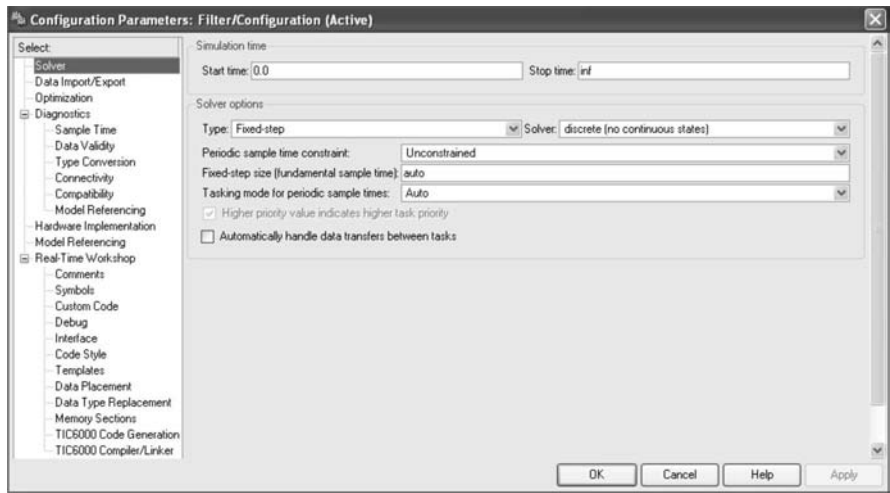 Configuration Parameters: Filter/Configuration (Active)
Select:
Solver
Data Import/Export
Optimization
Diagnostics
Sample Time
Data Validity
Type Conversion
Connectivity
Compatibility
Model Referencing
Hardware Implementation
Model Referencing
Real-Time Workshop
Comments
Symbols
Custom Code
Debug
Interface
Code Style
Templates
Data Placement
Data Type Replacement
Memory Sections
TIC6000 Code Generation
TIC6000 Compiler/Linker
Simulation time
Start time: 0.0 Stop time: inf
Solver options
Type: Fixed-step Solver: discrete (no continuous states)
Periodic sample time constraint: Unconstrained
Fixed-step size (fundamental sample time): auto
Tasking mode for periodic sample times: Auto
Higher priority value indicates higher task priority
Automatically handle data transfers between tasks
OK Cancel Help Apply